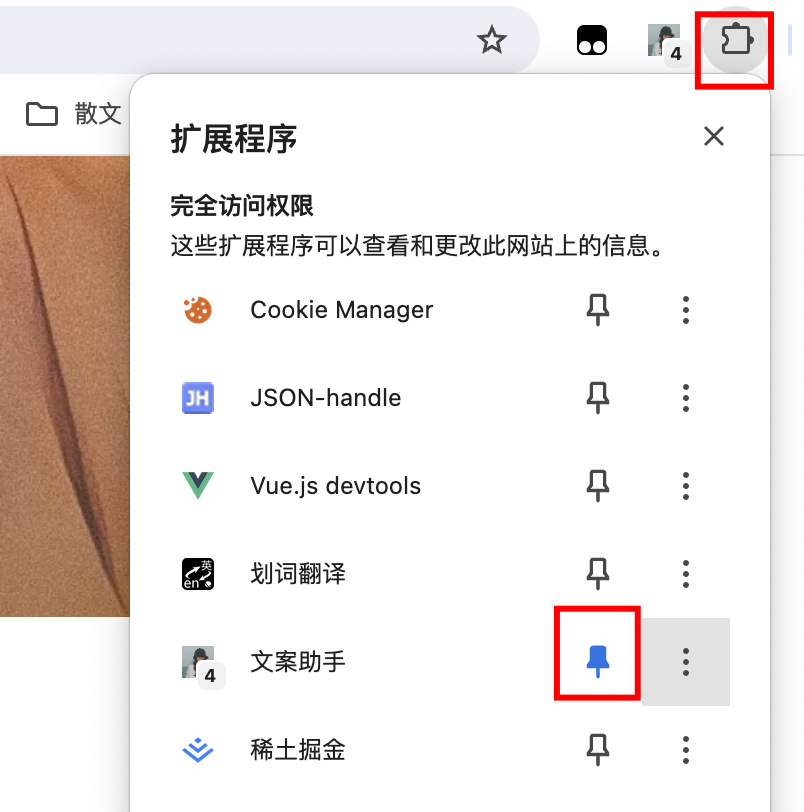 4
散文
扩展程序
完全访问权限
这些扩展程序可以查看和更改此网站上的信息。
Cookie Manager
JH JSON-handle
Vue.js devtools
英 en 划词翻译
4 文案助手
稀土掘金